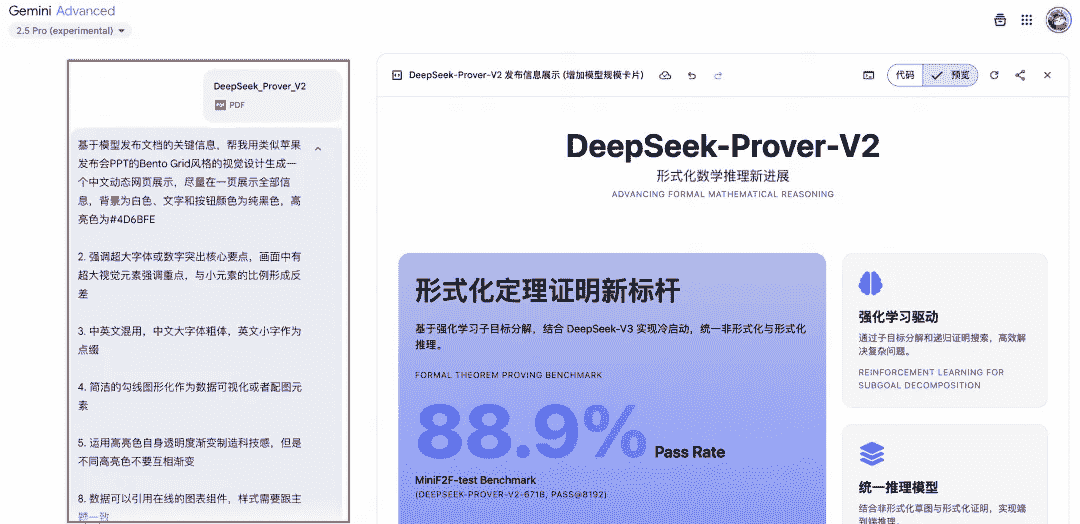 Gemini Advanced
2.5 Pro (experimental)
DeepSeek_Prover_V2
PDF
基于模型发布文档的关键信息，帮我用类似苹果
发布会PPT的Bento Grid风格的视觉设计生成一
个中文动态网页展示，尽量在一页展示全部信
息，背景为白色、文字和按钮颜色为纯黑色，高
亮色为#4D6BFE
2. 强调超大字体或数字突出核心要点，画面中有
超大视觉元素强调重点，与小元素的比例形成反
差
3. 中英文混用，中文大字体粗体，英文小字作为
点缀
4. 简洁的勾线图形化作为数据可视化或者配图元
素
5. 运用高亮色自身透明度渐变制造科技感，但是
不同高亮色不要互相渐变
8. 数据可以引用在线的图表组件，样式需要跟主
题一致
DeepSeek-Prover-V2 发布信息展示 (增加模型规模卡片)
代码
预览
DeepSeek-Prover-V2
形式化数学推理新进展
ADVANCING FORMAL MATHEMATICAL REASONING
形式化定理证明新标杆
基于强化学习子目标分解，结合 DeepSeek-V3 实现冷启动，统一非形式化与形式化
推理。
FORMAL THEOREM PROVING BENCHMARK
88.9% Pass Rate
MiniF2F-test Benchmark
(DEEPSEEK-PROVER-V2-671B, PASS@8192)
强化学习驱动
通过子目标分解和递归证明搜索，高效解
决复杂问题。
REINFORCEMENT LEARNING FOR
SUBGOAL DECOMPOSITION
统一推理模型
结合非形式化草图与形式化证明，实现端
到端推理。